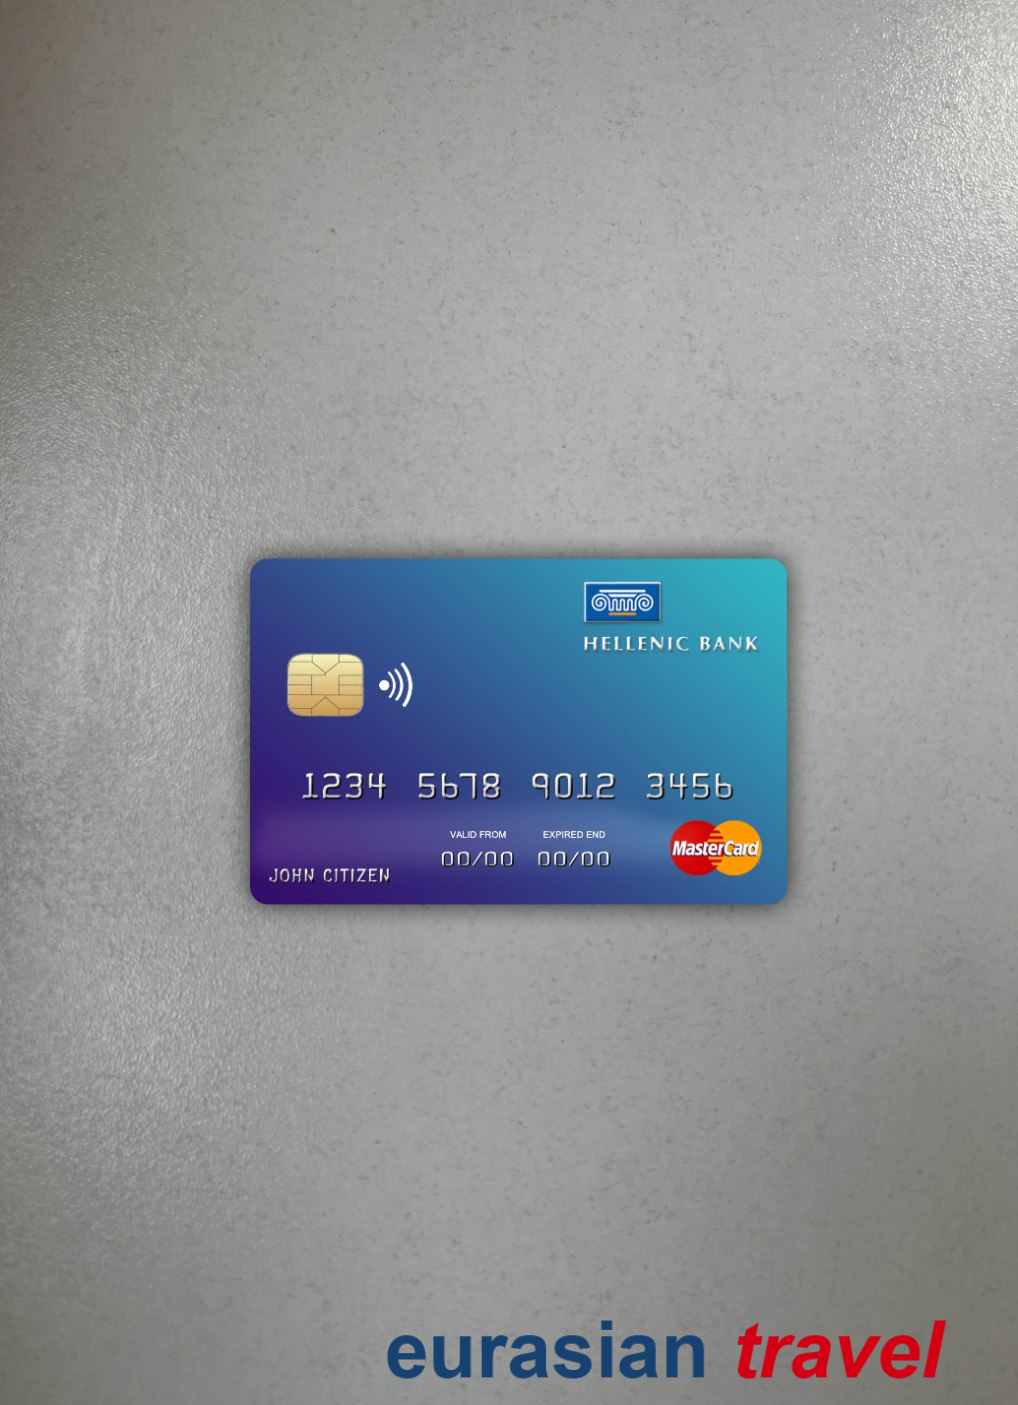 HELLENIC BANK
1234 5678 9012 3456
VALID FROM EXPIRED END
00/00 00/00
MasterCard
JOHN CITIZEN
eurasian travel